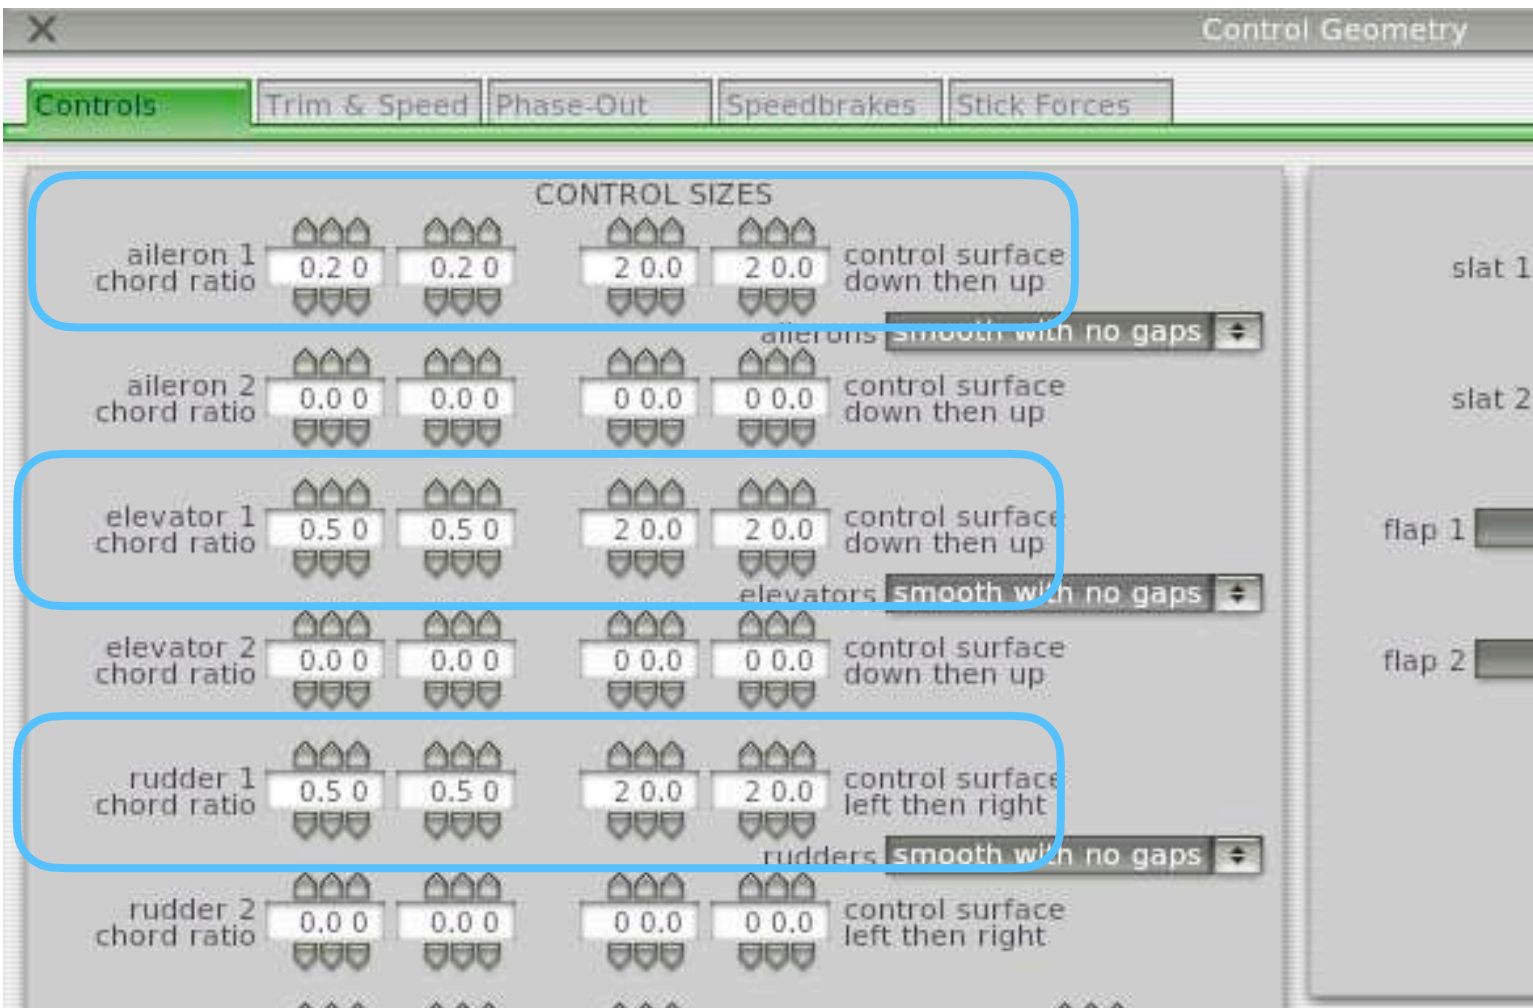 Control Geometry
Controls Trim & Speed Phase-Out Speedbrakes Stick Forces
CONTROL SIZES
aileron 1
chord ratio 0.2 0 0.2 0 2 0.0 2 0.0 control surface
down then up
slat 1
ailerons smooth with no gaps
aileron 2
chord ratio 0.0 0 0.0 0 0 0.0 0 0.0 control surface
down then up
slat 2
elevator 1
chord ratio 0.5 0 0.5 0 2 0.0 2 0.0 control surface
down then up
flap 1
elevators smooth with no gaps
elevator 2
chord ratio 0.0 0 0.0 0 0 0.0 0 0.0 control surface
down then up
flap 2
rudder 1
chord ratio 0.5 0 0.5 0 2 0.0 2 0.0 control surface
left then right
rudders smooth with no gaps
rudder 2
chord ratio 0.0 0 0.0 0 0 0.0 0 0.0 control surface
left then right